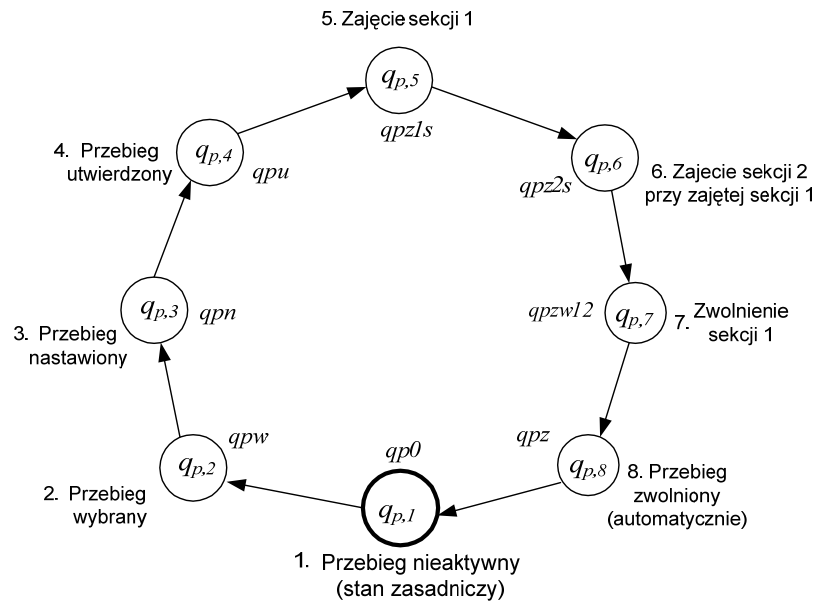 5. Zajęcie sekcji 1
q_{p,5}
qpz1s
4. Przebieg
utwierdzony
q_{p,4}
qpu
q_{p,6}
qpz2s
6. Zajecie sekcji 2
przy zajętej sekcji 1
3. Przebieg
nastawiony
q_{p,3}
qpn
qpzw12
q_{p,7}
7. Zwolnienie
sekcji 1
2. Przebieg
wybrany
q_{p,2}
qpw
qp0
q_{p,1}
1. Przebieg nieaktywny
(stan zasadniczy)
qpz
q_{p,8}
8. Przebieg
zwolniony
(automatycznie)